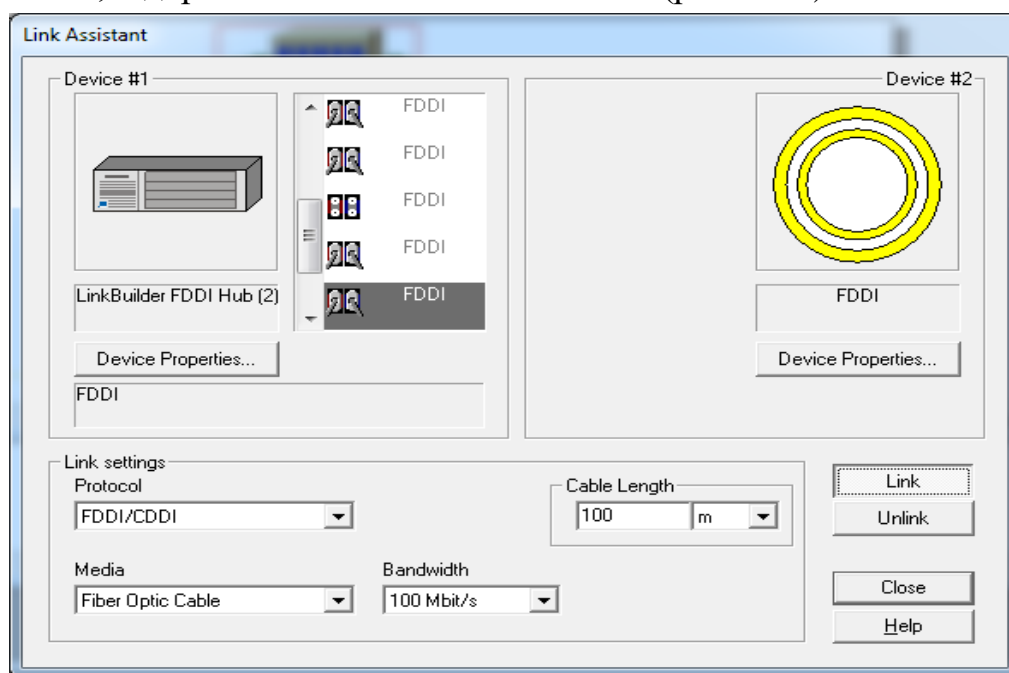 Link Assistant
Device #1
Device #2
FDDI
FDDI
FDDI
FDDI
FDDI
LinkBuilder FDDI Hub (2)
FDDI
Device Properties...
Device Properties...
FDDI
Link settings
Protocol
FDDI/CDDI
Cable Length
100
m
Link
Unlink
Media
Fiber Optic Cable
Bandwidth
100 Mbit/s
Close
Help